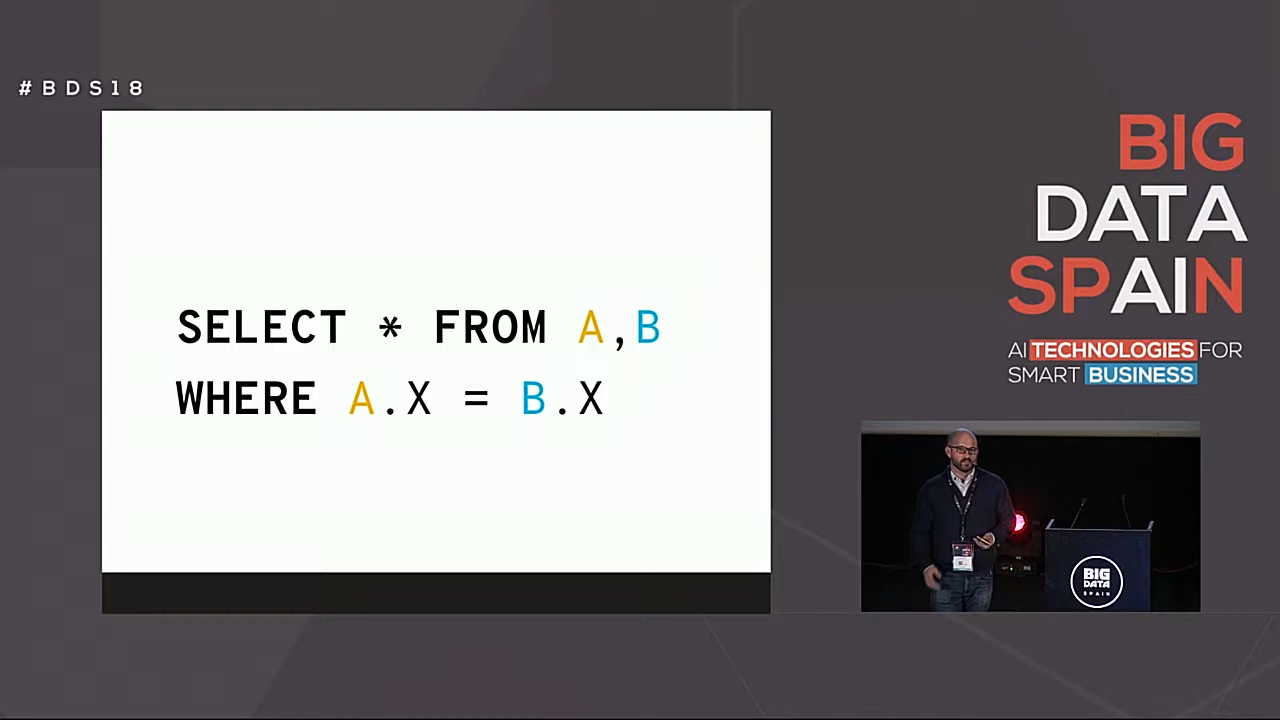 #BDS18
SELECT * FROM A,B
WHERE A.X = B.X
BIG
DATA
SPAIN
AI TECHNOLOGIES FOR
SMART BUSINESS
BIG
DATA
SPAIN